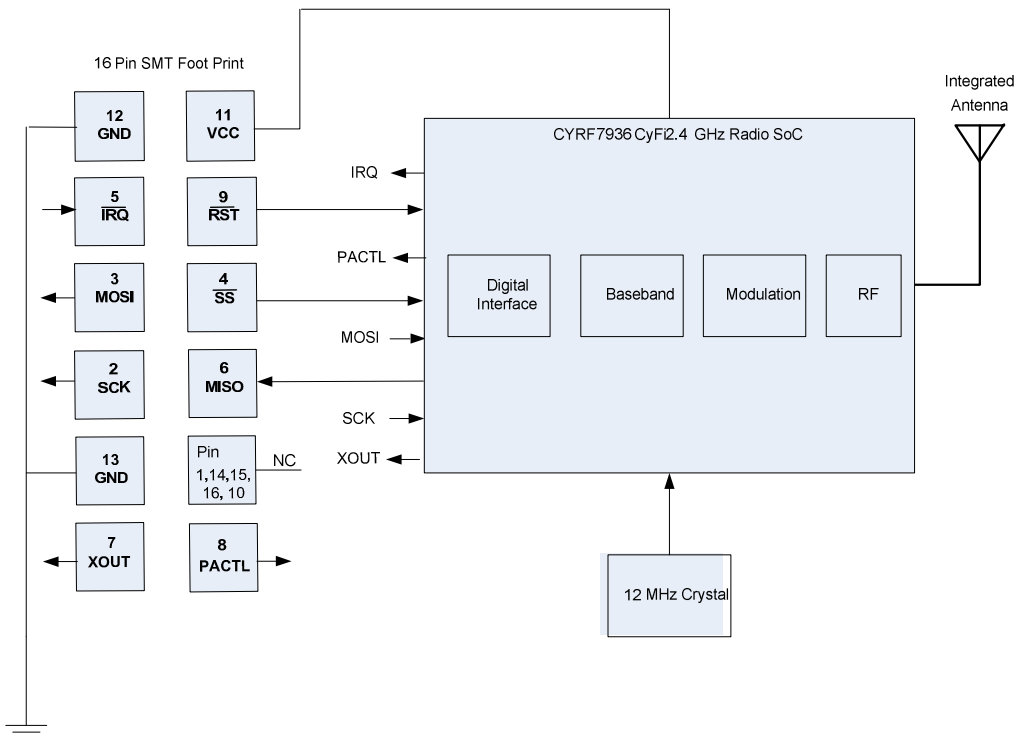 16 Pin SMT Foot Print
12
GND
11
VCC
5
IRQ
9
RST
3
MOSI
4
SS
2
SCK
6
MISO
13
GND
Pin
1,14,15,
16, 10
NC
7
XOUT
8
PACTL
IRQ
PACTL
MOSI
SCK
XOUT
CYRF7936 CyFi2.4 GHz Radio SoC
Digital
Interface
Baseband
Modulation
RF
Integrated
Antenna
12 MHz Crystal